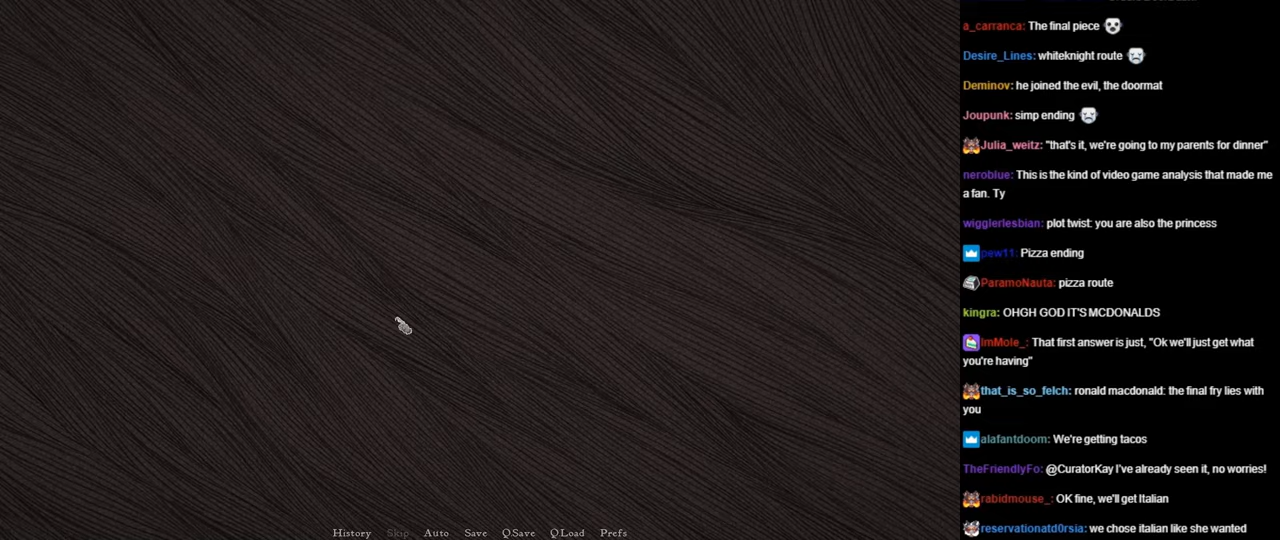 a_carranca: The final piece
Desire_Lines: whiteknight route
Deminov: he joined the evil, the doormat
Joupunk: simp ending
Julia_weitz: "that's it, we're going to my parents for dinner"
neroblue: This is the kind of video game analysis that made me
a fan. Ty
wigglerlesbian: plot twist: you are also the princess
pew11: Pizza ending
ParamoNauta: pizza route
kingra: OHGH GOD IT'S MCDONALDS
ImMole_: That first answer is just, "Ok we'll just get what
you're having"
that_is_so_felch: ronald macdonald: the final fry lies with
you
alafantdoom: We're getting tacos
TheFriendlyFo: @CuratorKay I've already seen it, no worries!
rabidmouse_: OK fine, we'll get Italian
reservationatd0rsia: we chose italian like she wanted
History Skip Auto Save Q.Save Q.Load Prefs